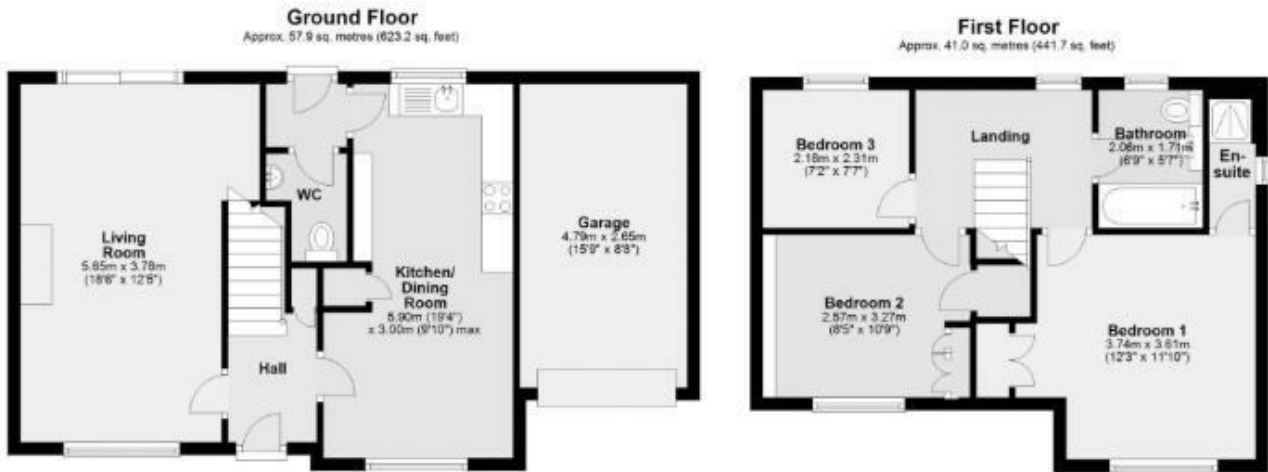 Ground Floor
Approx. 57.9 sq. metres (623.2 sq. feet)
Living
Room
5.65m x 3.78m
(18'6" x 12'5")
WC
Hall
Kitchen/
Dining
Room
5.90m (19'4")
x 3.00m (9'10") max
Garage
4.79m x 2.65m
(15'9" x 8'8")
First Floor
Approx. 41.0 sq. metres (441.7 sq. feet)
Bedroom 3
2.18m x 2.31m
(7'2" x 7'7")
Landing
Bathroom
2.06m x 1.71m
(6'9" x 5'7")
En-
suite
Bedroom 2
2.57m x 3.27m
(8'5" x 10'9")
Bedroom 1
3.74m x 3.61m
(12'3" x 11'10")